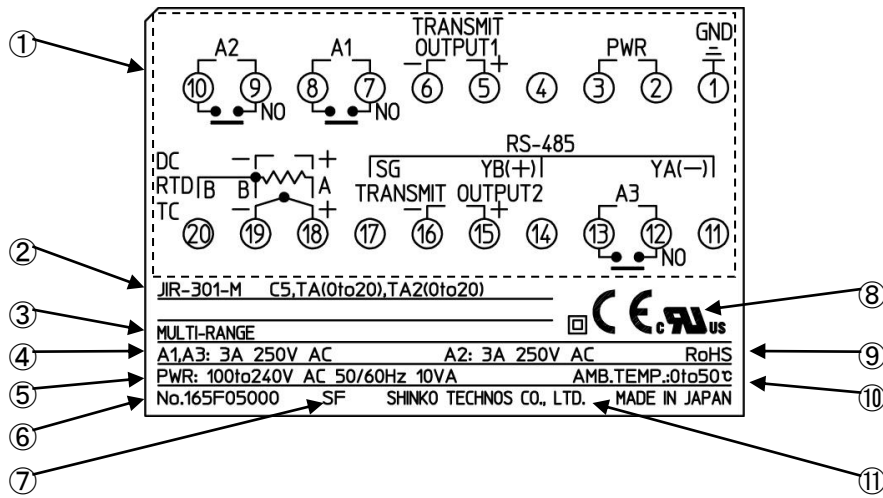 ① A2 A1 TRANSMIT OUTPUT1 PWR GND
− +
⑩ ⑨ ⑧ ⑦ ⑥ ⑤ ④ ③ ② ①
NO NO
RS-485
DC − + SG YB(+) YA(−)
RTD B B A TRANSMIT OUTPUT2 A3
TC − + − +
⑳ ⑲ ⑱ ⑰ ⑯ ⑮ ⑭ ⑬ ⑫ ⑪
NO
② JIR-301-M C5,TA(0to20),TA2(0to20)
CE c RU us ⑧
③ MULTI-RANGE
④ A1,A3: 3A 250V AC A2: 3A 250V AC RoHS ⑨
⑤ PWR: 100to240V AC 50/60Hz 10VA AMB.TEMP.:0to50℃ ⑩
⑥ No.165F05000 SF SHINKO TECHNOS CO., LTD. MADE IN JAPAN
⑦ ⑪